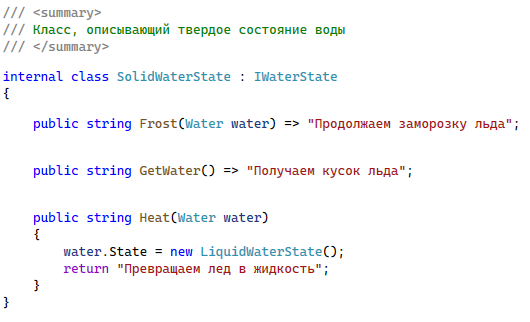 /// <summary>
/// Класс, описывающий твердое состояние воды
/// </summary>
internal class SolidWaterState : IWaterState
{
public string Frost(Water water) => "Продолжаем заморозку льда";
public string GetWater() => "Получаем кусок льда";
public string Heat(Water water)
{
water.State = new LiquidWaterState();
return "Превращаем лед в жидкость";
}
}